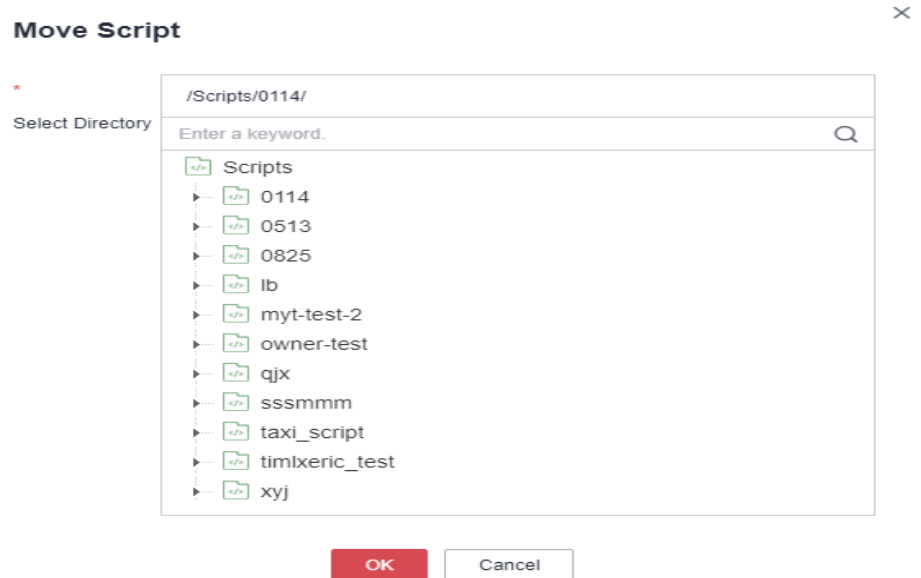 Move Script
*
Select Directory
/Scripts/0114/
Enter a keyword.
Scripts
0114
0513
0825
lb
myt-test-2
owner-test
qjx
sssmmm
taxi_script
timlxeric_test
xyj
OK
Cancel